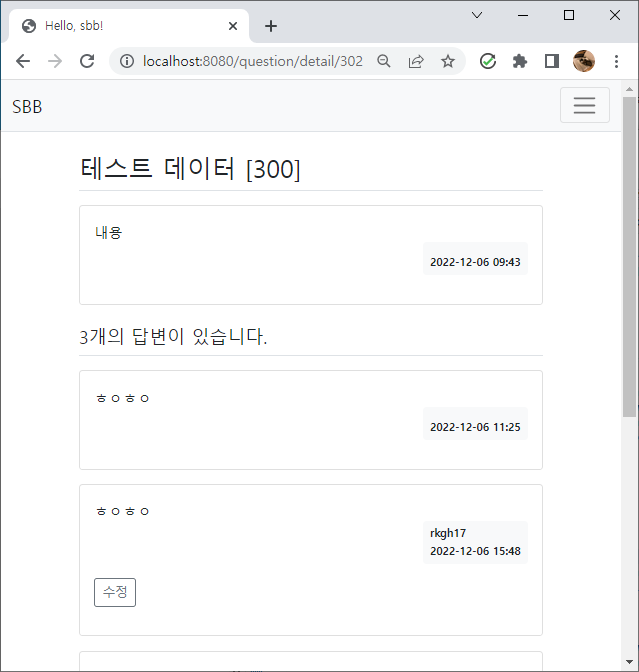 Hello, sbb!
localhost:8080/question/detail/302
SBB
테스트 데이터 [300]
내용
2022-12-06 09:43
3개의 답변이 있습니다.
ㅎㅇㅎㅇ
2022-12-06 11:25
ㅎㅇㅎㅇ
rkgh17
2022-12-06 15:48
수정